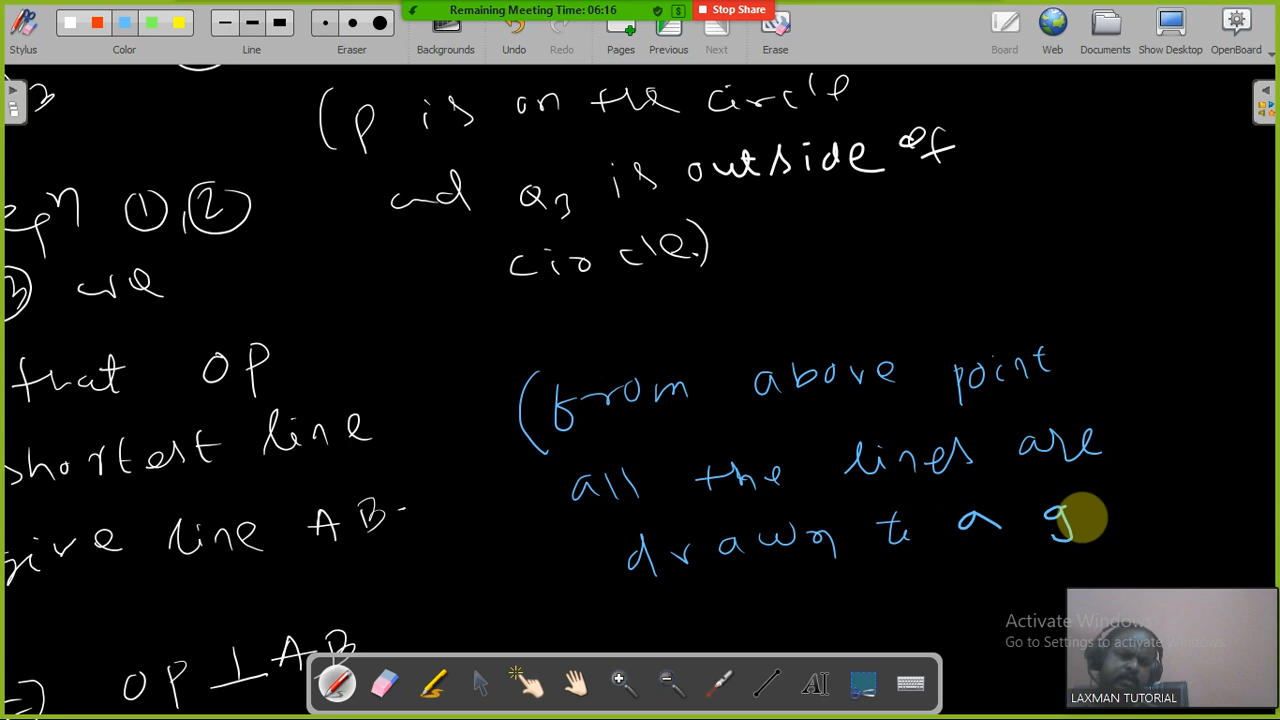 Remaining Meeting Time: 06:16
Stop Share
Stylus Color Line Eraser Backgrounds Undo Redo Pages Previous Next Erase Board Web Documents Show Desktop OpenBoard
(P is on the circle
and Q3 is outside of
circle.)
eqn ①,②
③ we
that OP
shortest line
give line AB.
=) OP ⊥ AB
(from above point
all the lines are
drawn to a g
Activate Windows
Go to Settings to activate Windows.
LAXMAN TUTORIAL